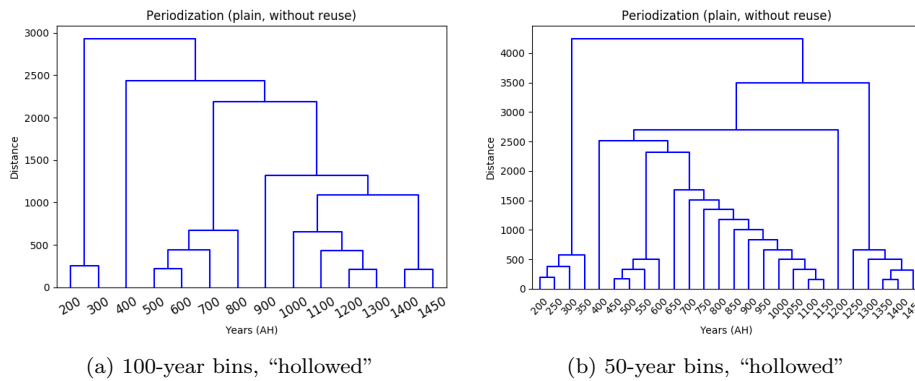 Periodization (plain, without reuse)
3000
2500
2000
1500
1000
500
0
Distance
200 300 400 500 600 700 800 900 1000 1100 1200 1300 1400 1450
Years (AH)
(a) 100-year bins, “hollowed”
Periodization (plain, without reuse)
4000
3500
3000
2500
2000
1500
1000
500
0
Distance
200 250 300 350 400 450 500 550 600 650 700 750 800 850 900 950 1000 1050 1100 1150 1200 1250 1300 1350 1400
Years (AH)
(b) 50-year bins, “hollowed”